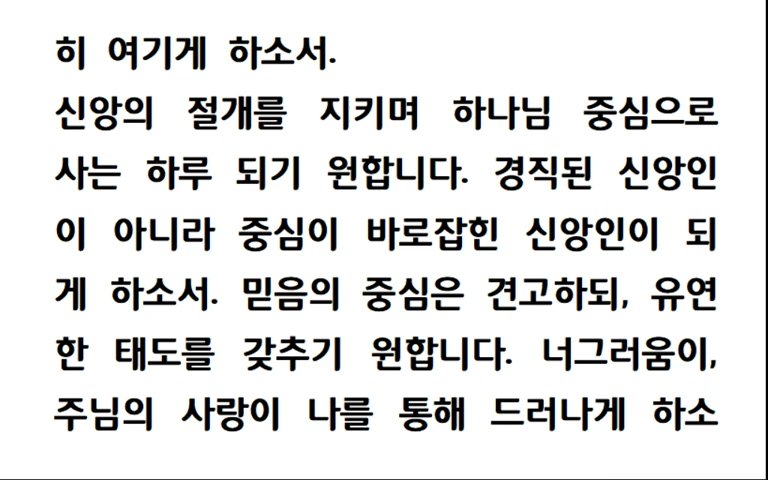 히 여기게 하소서.
신앙의 절개를 지키며 하나님 중심으로
사는 하루 되기 원합니다. 경직된 신앙인
이 아니라 중심이 바로잡힌 신앙인이 되
게 하소서. 믿음의 중심은 견고하되, 유연
한 태도를 갖추기 원합니다. 너그러움이,
주님의 사랑이 나를 통해 드러나게 하소